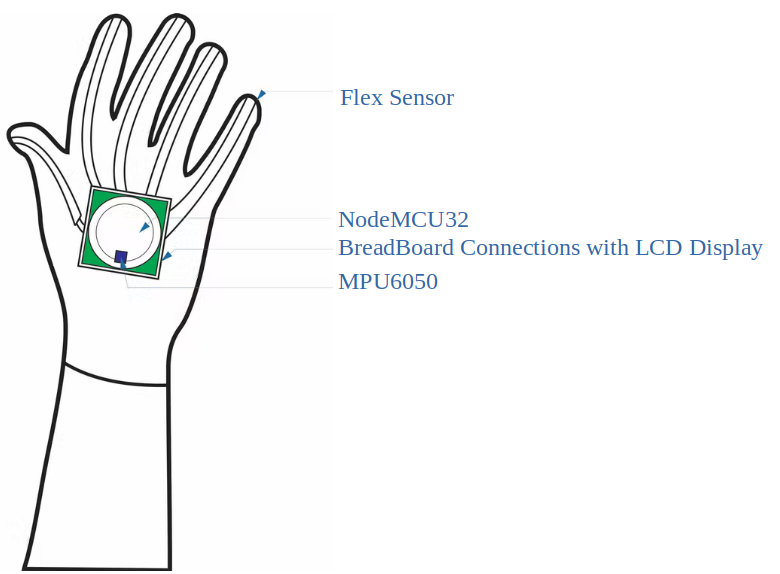 Flex Sensor
NodeMCU32
BreadBoard Connections with LCD Display
MPU6050